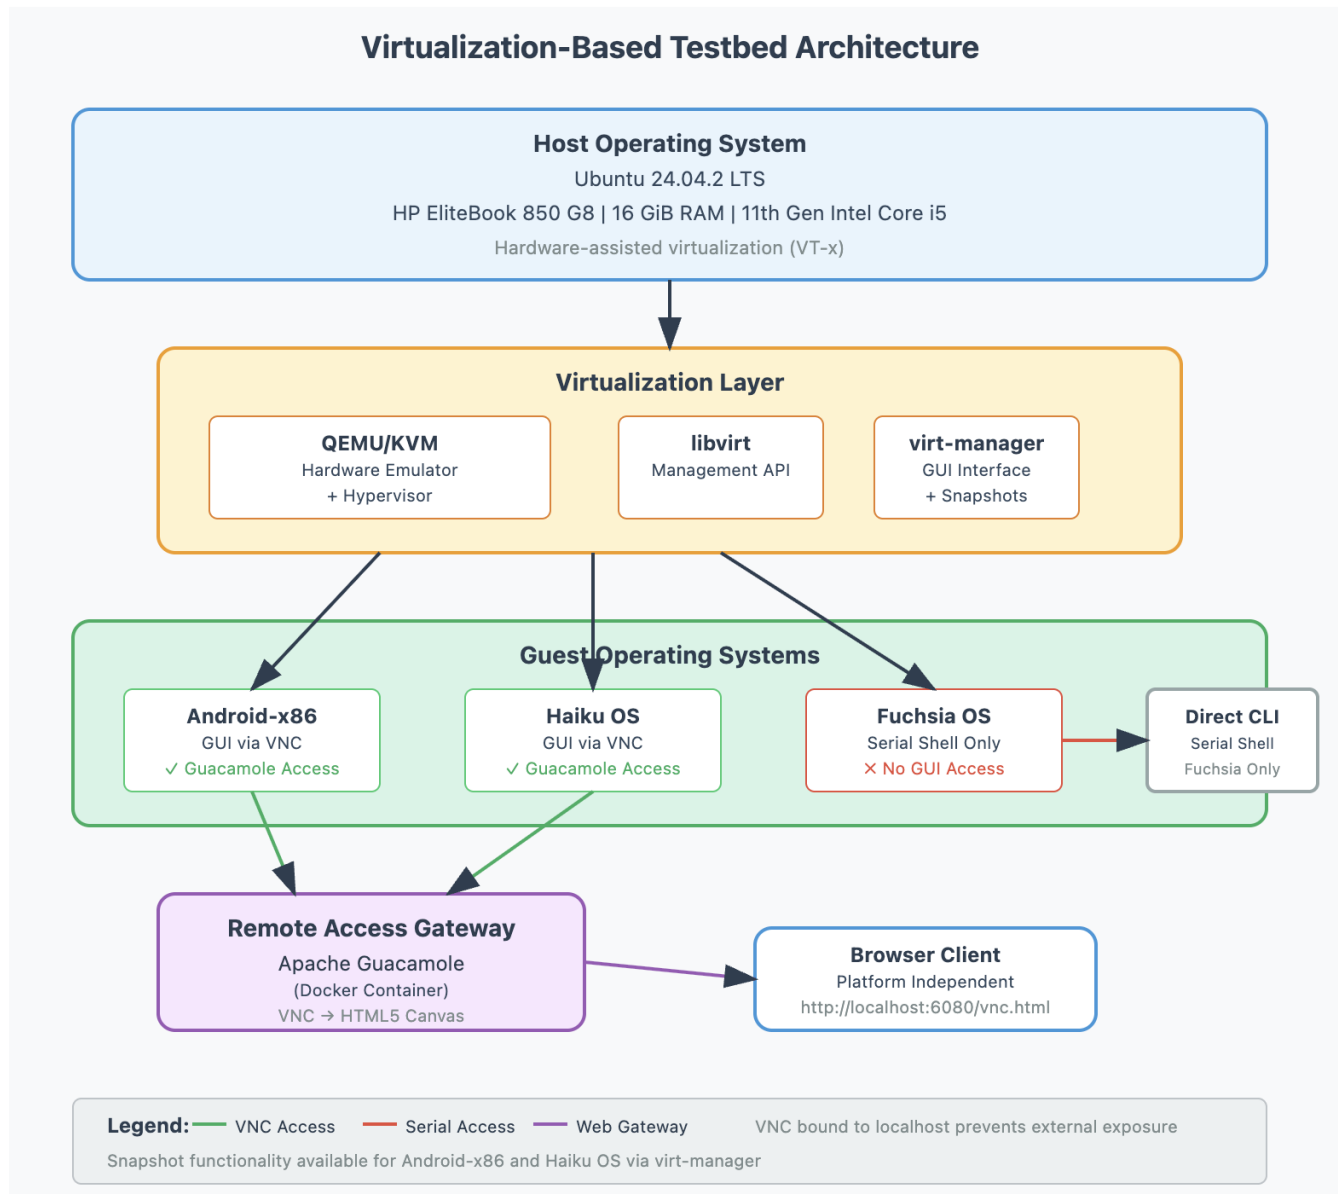 Virtualization-Based Testbed Architecture
Host Operating System
Ubuntu 24.04.2 LTS
HP EliteBook 850 G8 | 16 GiB RAM | 11th Gen Intel Core i5
Hardware-assisted virtualization (VT-x)
Virtualization Layer
QEMU/KVM
Hardware Emulator
+ Hypervisor
libvirt
Management API
virt-manager
GUI Interface
+ Snapshots
Guest Operating Systems
Android-x86
GUI via VNC
✓ Guacamole Access
Haiku OS
GUI via VNC
✓ Guacamole Access
Fuchsia OS
Serial Shell Only
✕ No GUI Access
Direct CLI
Serial Shell
Fuchsia Only
Remote Access Gateway
Apache Guacamole
(Docker Container)
VNC → HTML5 Canvas
Browser Client
Platform Independent
http://localhost:6080/vnc.html
Legend: VNC Access Serial Access Web Gateway VNC bound to localhost prevents external exposure
Snapshot functionality available for Android-x86 and Haiku OS via virt-manager